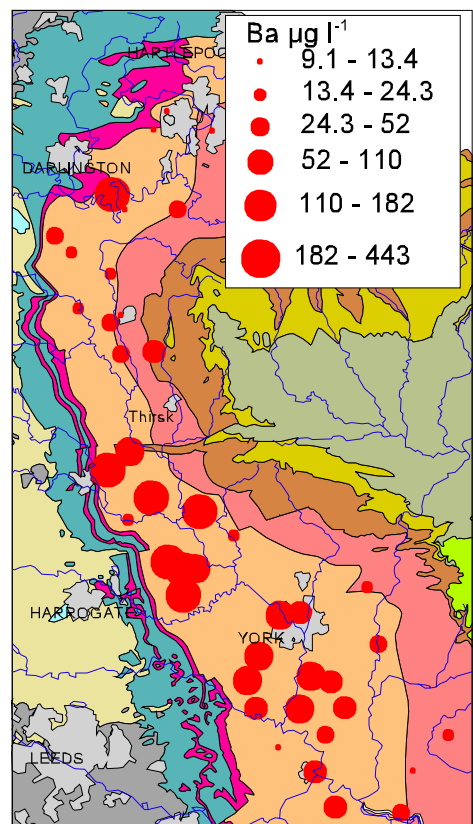 HARTLEPOO
Ba µg l-1
9.1 - 13.4
13.4 - 24.3
24.3 - 52
52 - 110
110 - 182
182 - 443
DARLINGTON
Thirsk
HARROGATE
YORK
LEEDS